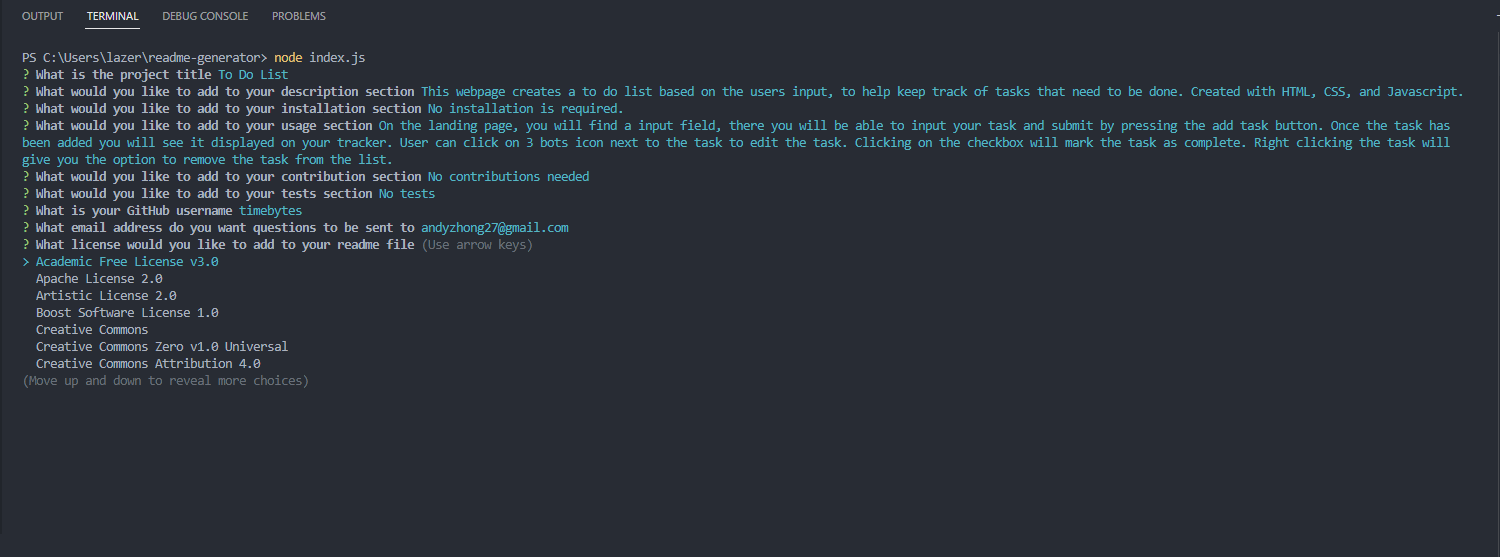 OUTPUT TERMINAL DEBUG CONSOLE PROBLEMS
PS C:\Users\lazer\readme-generator> node index.js
? What is the project title To Do List
? What would you like to add to your description section This webpage creates a to do list based on the users input, to help keep track of tasks that need to be done. Created with HTML, CSS, and Javascript.
? What would you like to add to your installation section No installation is required.
? What would you like to add to your usage section On the landing page, you will find a input field, there you will be able to input your task and submit by pressing the add task button. Once the task has
been added you will see it displayed on your tracker. User can click on 3 bots icon next to the task to edit the task. Clicking on the checkbox will mark the task as complete. Right clicking the task will
give you the option to remove the task from the list.
? What would you like to add to your contribution section No contributions needed
? What would you like to add to your tests section No tests
? What is your GitHub username timebytes
? What email address do you want questions to be sent to andyzhong27@gmail.com
? What license would you like to add to your readme file (Use arrow keys)
> Academic Free License v3.0
Apache License 2.0
Artistic License 2.0
Boost Software License 1.0
Creative Commons
Creative Commons Zero v1.0 Universal
Creative Commons Attribution 4.0
(Move up and down to reveal more choices)